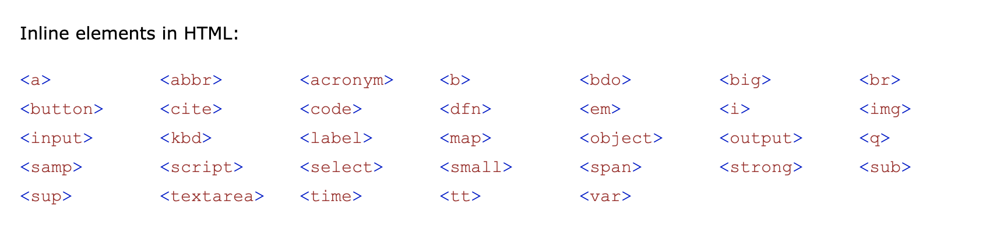 Inline elements in HTML:
<a> <abbr> <acronym> <b> <bdo> <big> <br>
<button> <cite> <code> <dfn> <em> <i> <img>
<input> <kbd> <label> <map> <object> <output> <q>
<samp> <script> <select> <small> <span> <strong> <sub>
<sup> <textarea> <time> <tt> <var>